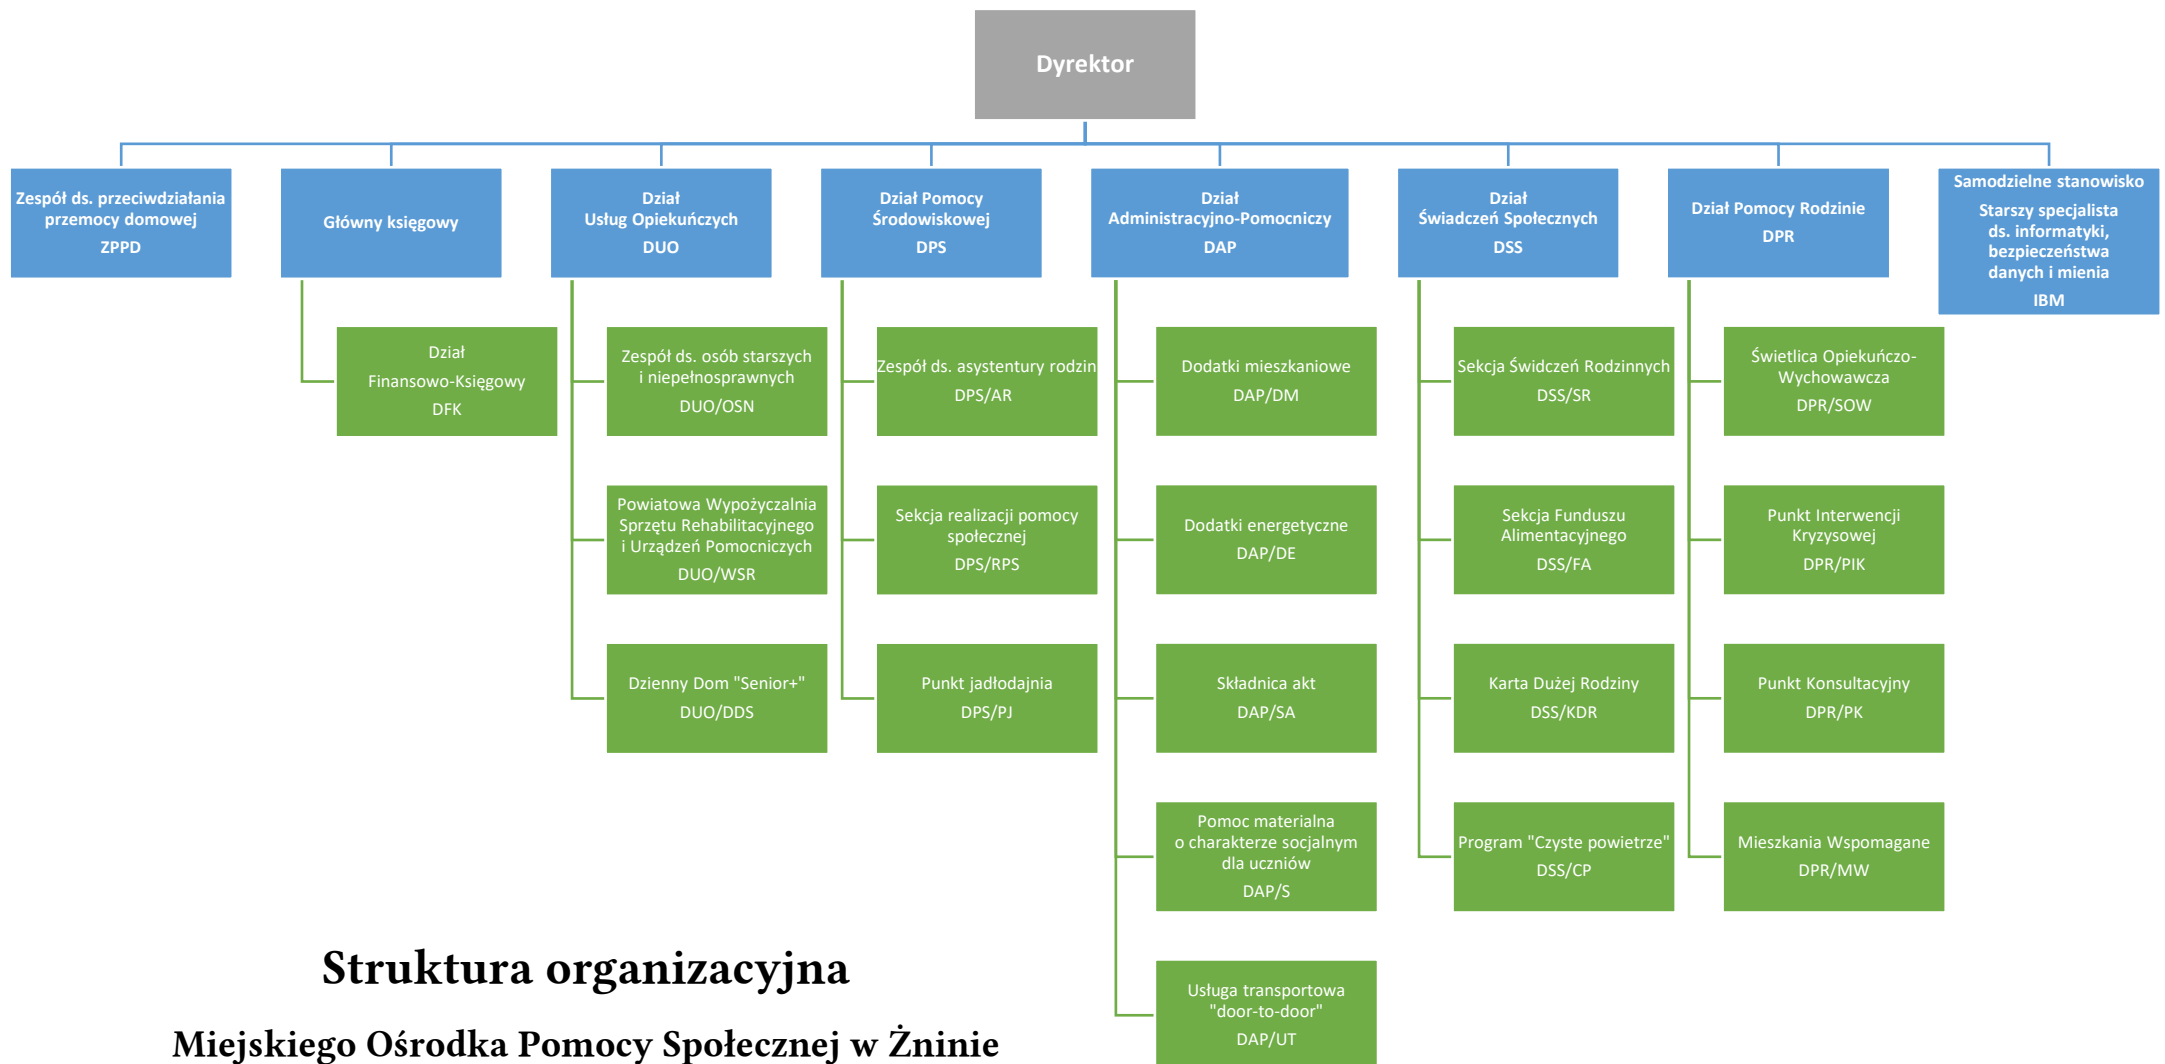 Dyrektor
Zespół ds. przeciwdziałania
przemocy domowej
ZPPD
Główny księgowy
Dział
Usług Opiekuńczych
DUO
Dział Pomocy
Środowiskowej
DPS
Dział
Administracyjno-Pomocniczy
DAP
Dział
Świadczeń Społecznych
DSS
Dział Pomocy Rodzinie
DPR
Samodzielne stanowisko
Starszy specjalista
ds. informatyki,
bezpieczeństwa
danych i mienia
IBM
Dział
Finansowo-Księgowy
DFK
Zespół ds. osób starszych
i niepełnosprawnych
DUO/OSN
Powiatowa Wypożyczalnia
Sprzętu Rehabilitacyjnego
i Urządzeń Pomocniczych
DUO/WSR
Dzienny Dom "Senior+"
DUO/DDS
Zespół ds. asystentury rodzin
DPS/AR
Sekcja realizacji pomocy
społecznej
DPS/RPS
Punkt jadłodajnia
DPS/PJ
Dodatki mieszkaniowe
DAP/DM
Dodatki energetyczne
DAP/DE
Składnica akt
DAP/SA
Pomoc materialna
o charakterze socjalnym
dla uczniów
DAP/S
Usługa transportowa
"door-to-door"
DAP/UT
Sekcja Świdczeń Rodzinnych
DSS/SR
Sekcja Funduszu
Alimentacyjnego
DSS/FA
Karta Dużej Rodziny
DSS/KDR
Program "Czyste powietrze"
DSS/CP
Świetlica Opiekuńczo-
Wychowawcza
DPR/SOW
Punkt Interwencji
Kryzysowej
DPR/PIK
Punkt Konsultacyjny
DPR/PK
Mieszkania Wspomagane
DPR/MW
Struktura organizacyjna
Miejskiego Ośrodka Pomocy Społecznej w Żninie